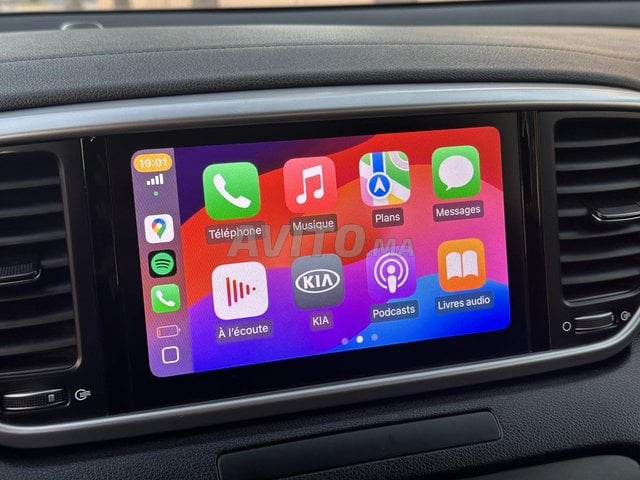 19:01
Téléphone
Musique
Plans
Messages
AVITO.MA
À l'écoute
KIA
KIA
Podcasts
Livres audio